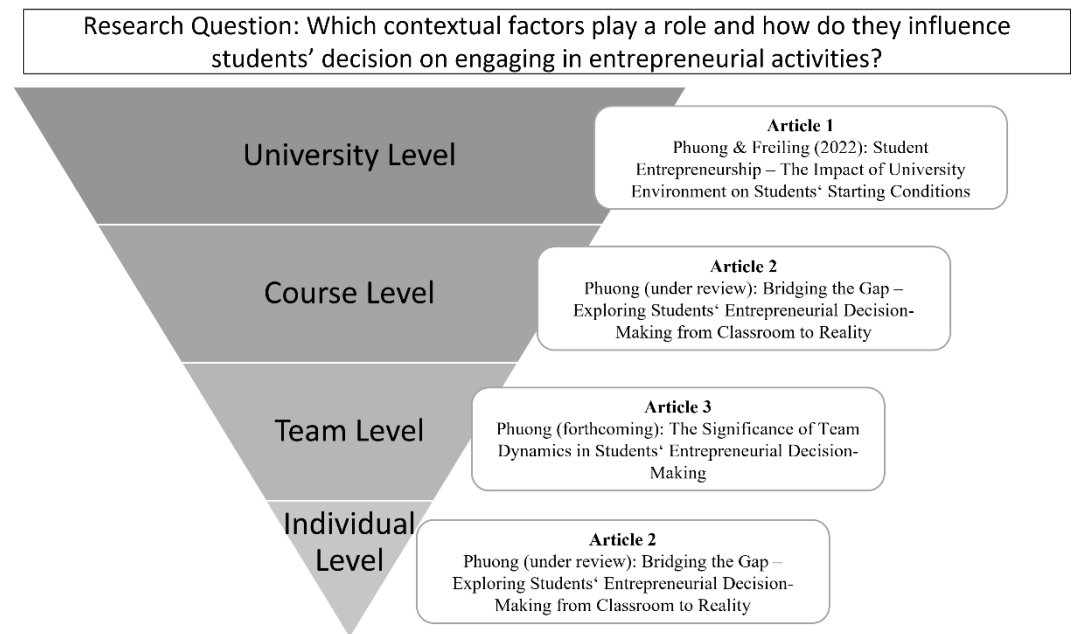 Research Question: Which contextual factors play a role and how do they influence
students’ decision on engaging in entrepreneurial activities?
University Level
Article 1
Phuong & Freiling (2022): Student
Entrepreneurship – The Impact of University
Environment on Students‘ Starting Conditions
Course Level
Article 2
Phuong (under review): Bridging the Gap –
Exploring Students‘ Entrepreneurial Decision-
Making from Classroom to Reality
Team Level
Article 3
Phuong (forthcoming): The Significance of Team
Dynamics in Students‘ Entrepreneurial Decision-
Making
Individual
Level
Article 2
Phuong (under review): Bridging the Gap –
Exploring Students‘ Entrepreneurial Decision-
Making from Classroom to Reality